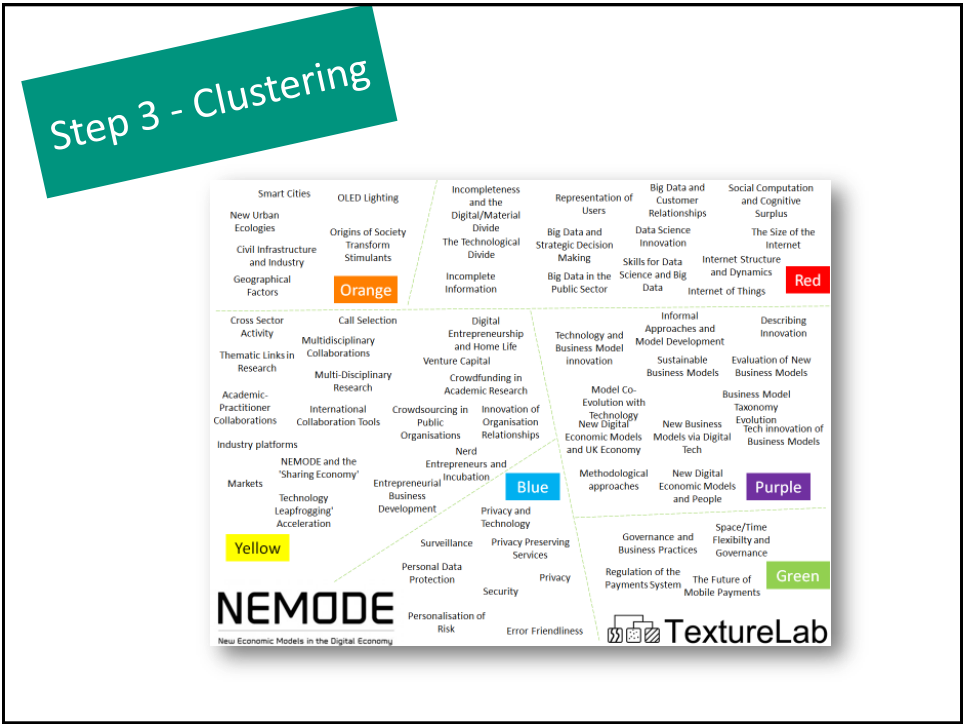 Step 3 - Clustering
Smart Cities
OLED Lighting
New Urban
Ecologies
Origins of Society
Transform
Stimulants
Civil Infrastructure
and Industry
Geographical
Factors
Orange
Incompleteness
and the
Digital/Material
Divide
The Technological
Divide
Incomplete
Information
Representation of
Users
Big Data and
Customer
Relationships
Social Computation
and Cognitive
Surplus
Big Data and
Strategic Decision
Making
Data Science
Innovation
The Size of the
Internet
Skills for Data
Science and Big
Data
Internet Structure
and Dynamics
Big Data in the
Public Sector
Internet of Things
Red
Cross Sector
Activity
Call Selection
Multidisciplinary
Collaborations
Thematic Links in
Research
Multi-Disciplinary
Research
Academic-
Practitioner
Collaborations
International
Collaboration Tools
Industry platforms
NEMODE and the
'Sharing Economy'
Markets
Technology
Leapfrogging'
Acceleration
Digital
Entrepreneurship
and Home Life
Venture Capital
Crowdfunding in
Academic Research
Crowdsourcing in
Public
Organisations
Innovation of
Organisation
Relationships
Nerd
Entrepreneurs and
Incubation
Entrepreneurial
Business
Development
Yellow
Technology and
Business Model
innovation
Informal
Approaches and
Model Development
Describing
Innovation
Sustainable
Business Models
Evaluation of New
Business Models
Model Co-
Evolution with
Technology
Business Model
Taxonomy
Evolution
New Digital
Economic Models
and UK Economy
New Business
Models via Digital
Tech
Tech innovation of
Business Models
Methodological
approaches
New Digital
Economic Models
and People
Purple
Blue
Privacy and
Technology
Surveillance
Privacy Preserving
Services
Personal Data
Protection
Privacy
Security
Personalisation of
Risk
Error Friendliness
Governance and
Business Practices
Space/Time
Flexibilty and
Governance
Regulation of the
Payments System
The Future of
Mobile Payments
Green
NEMODE
New Economic Models in the Digital Economy
TextureLab